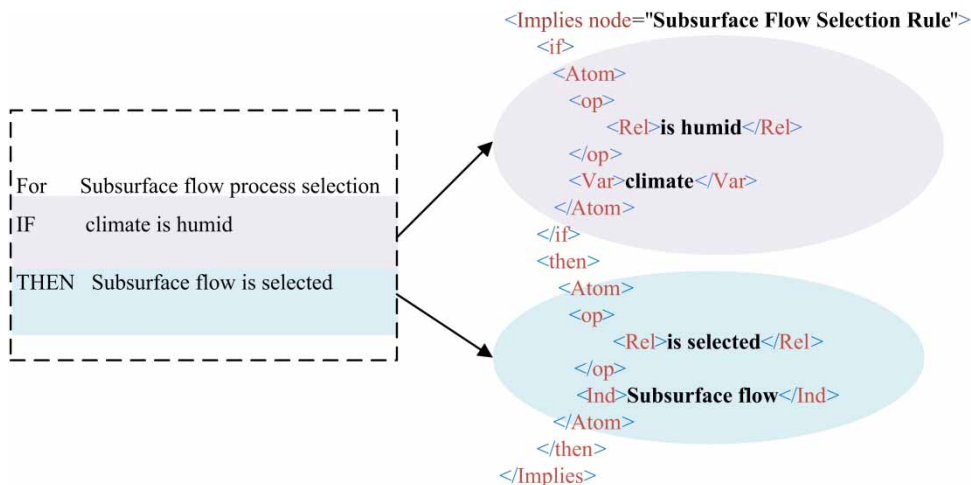 For Subsurface flow process selection
IF climate is humid
THEN Subsurface flow is selected
<Implies node="Subsurface Flow Selection Rule">
<if>
<Atom>
<op>
<Rel>is humid</Rel>
</op>
<Var>climate</Var>
</Atom>
</if>
<then>
<Atom>
<op>
<Rel>is selected</Rel>
</op>
<Ind>Subsurface flow</Ind>
</Atom>
</then>
</Implies>